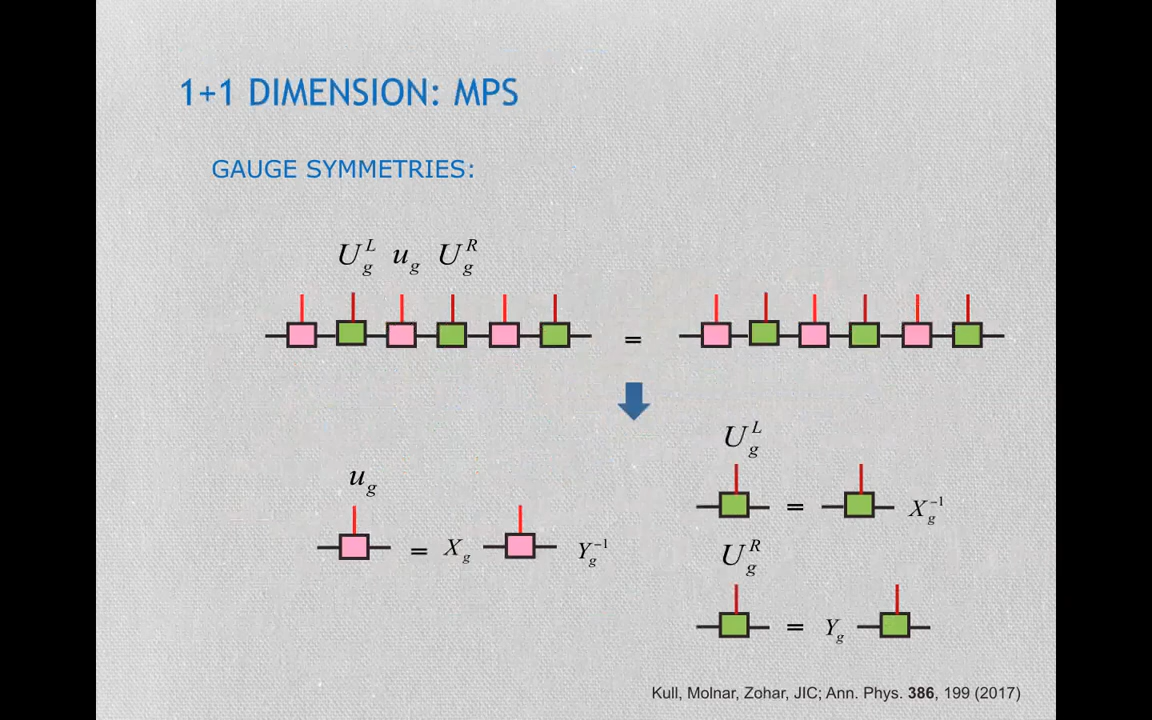 1+1 DIMENSION: MPS
GAUGE SYMMETRIES:
U_g^L u_g U_g^R
=
U_g^L
= X_g^{-1}
u_g
= X_g Y_g^{-1}
U_g^R
= Y_g
Kull, Molnar, Zohar, JIC; Ann. Phys. 386, 199 (2017)